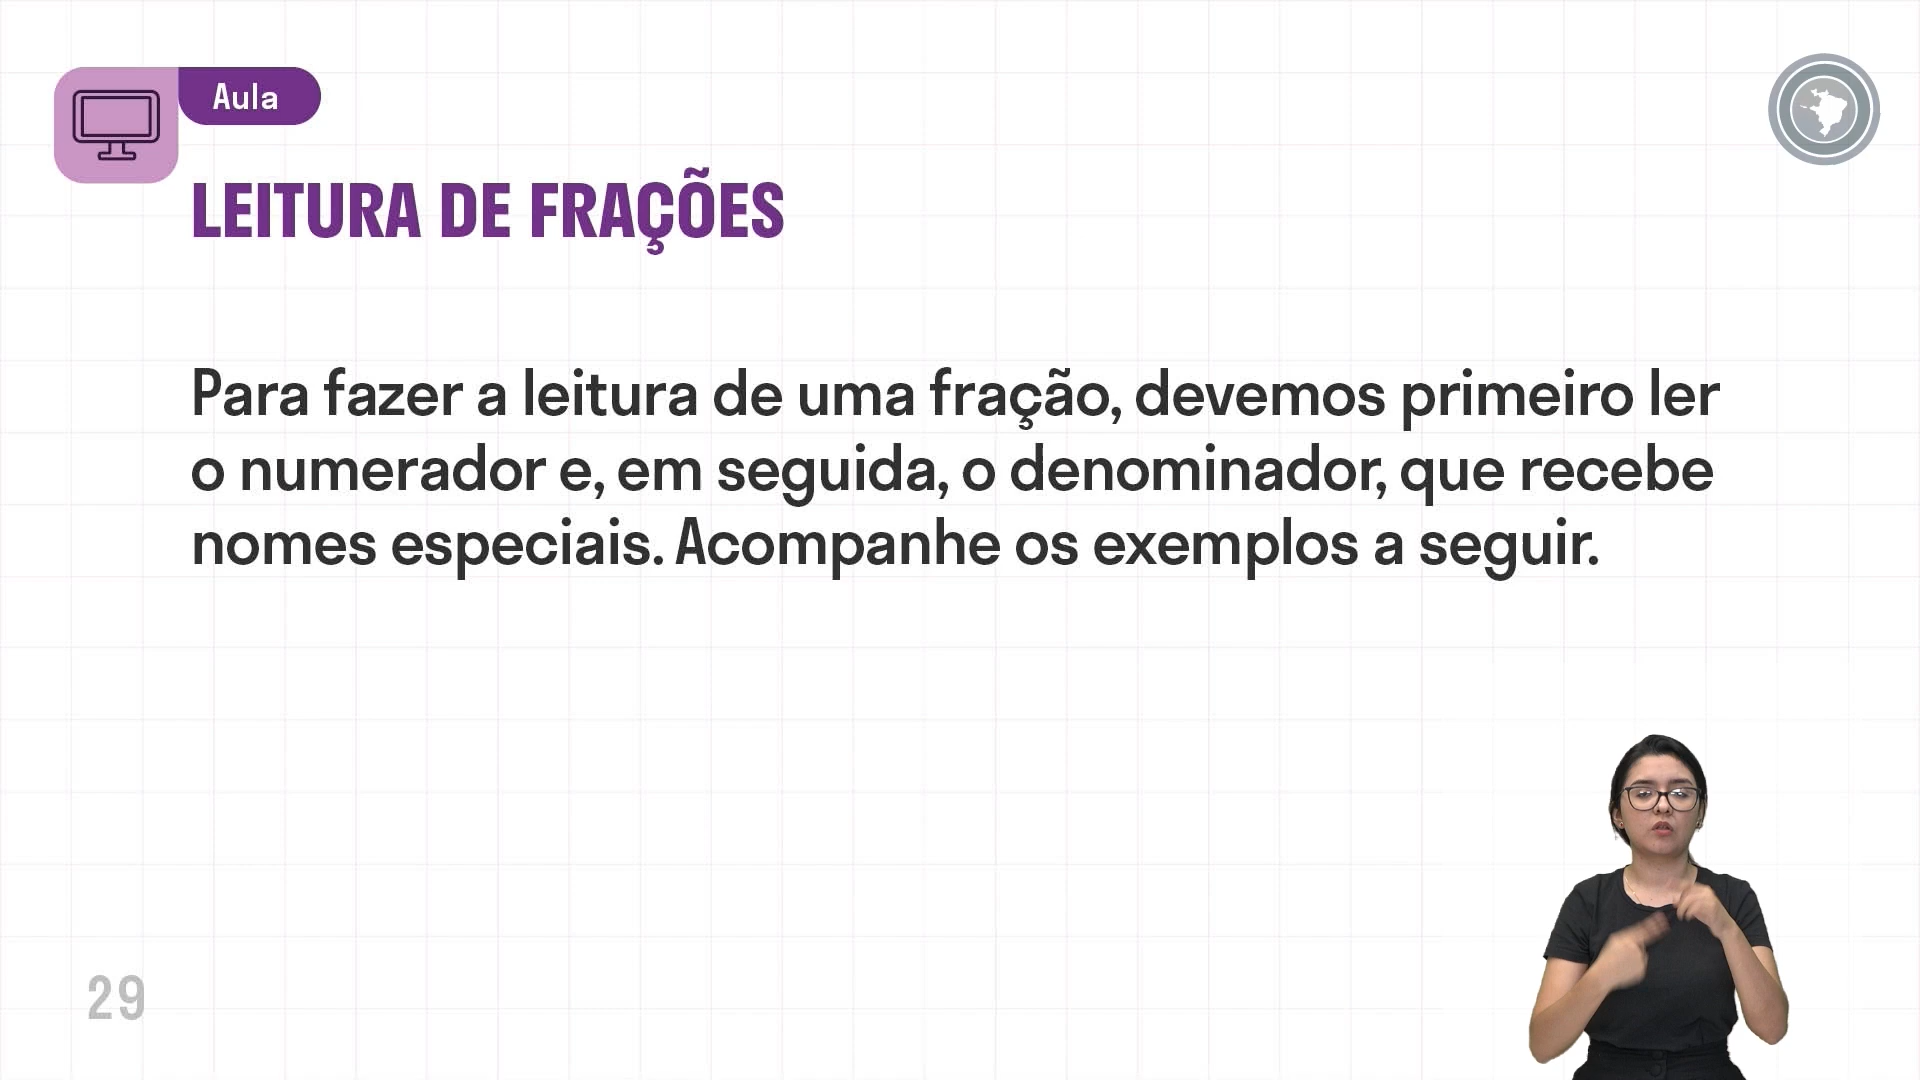 Aula
LEITURA DE FRAÇÕES
Para fazer a leitura de uma fração, devemos primeiro ler
o numerador e, em seguida, o denominador, que recebe
nomes especiais. Acompanhe os exemplos a seguir.
29